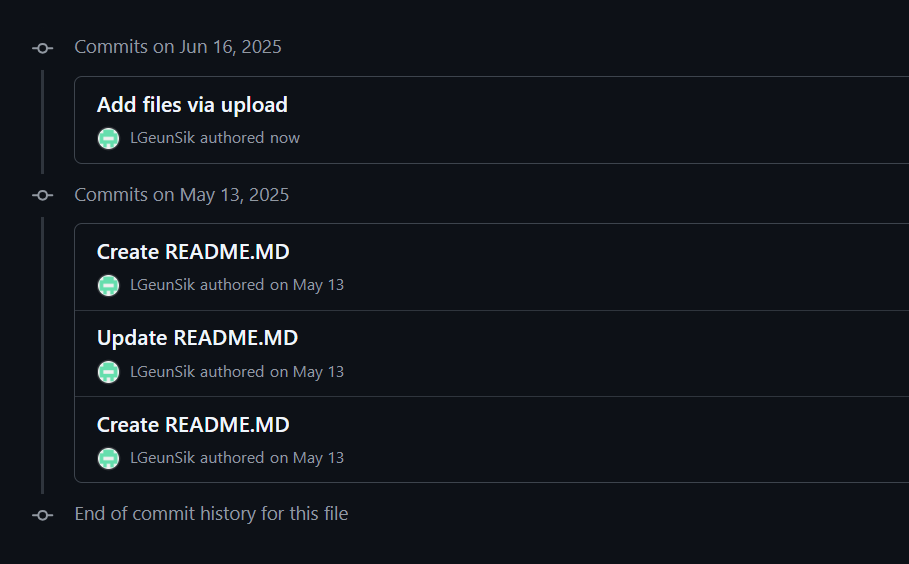 Commits on Jun 16, 2025
Add files via upload
LGeunSik authored now
Commits on May 13, 2025
Create README.MD
LGeunSik authored on May 13
Update README.MD
LGeunSik authored on May 13
Create README.MD
LGeunSik authored on May 13
End of commit history for this file